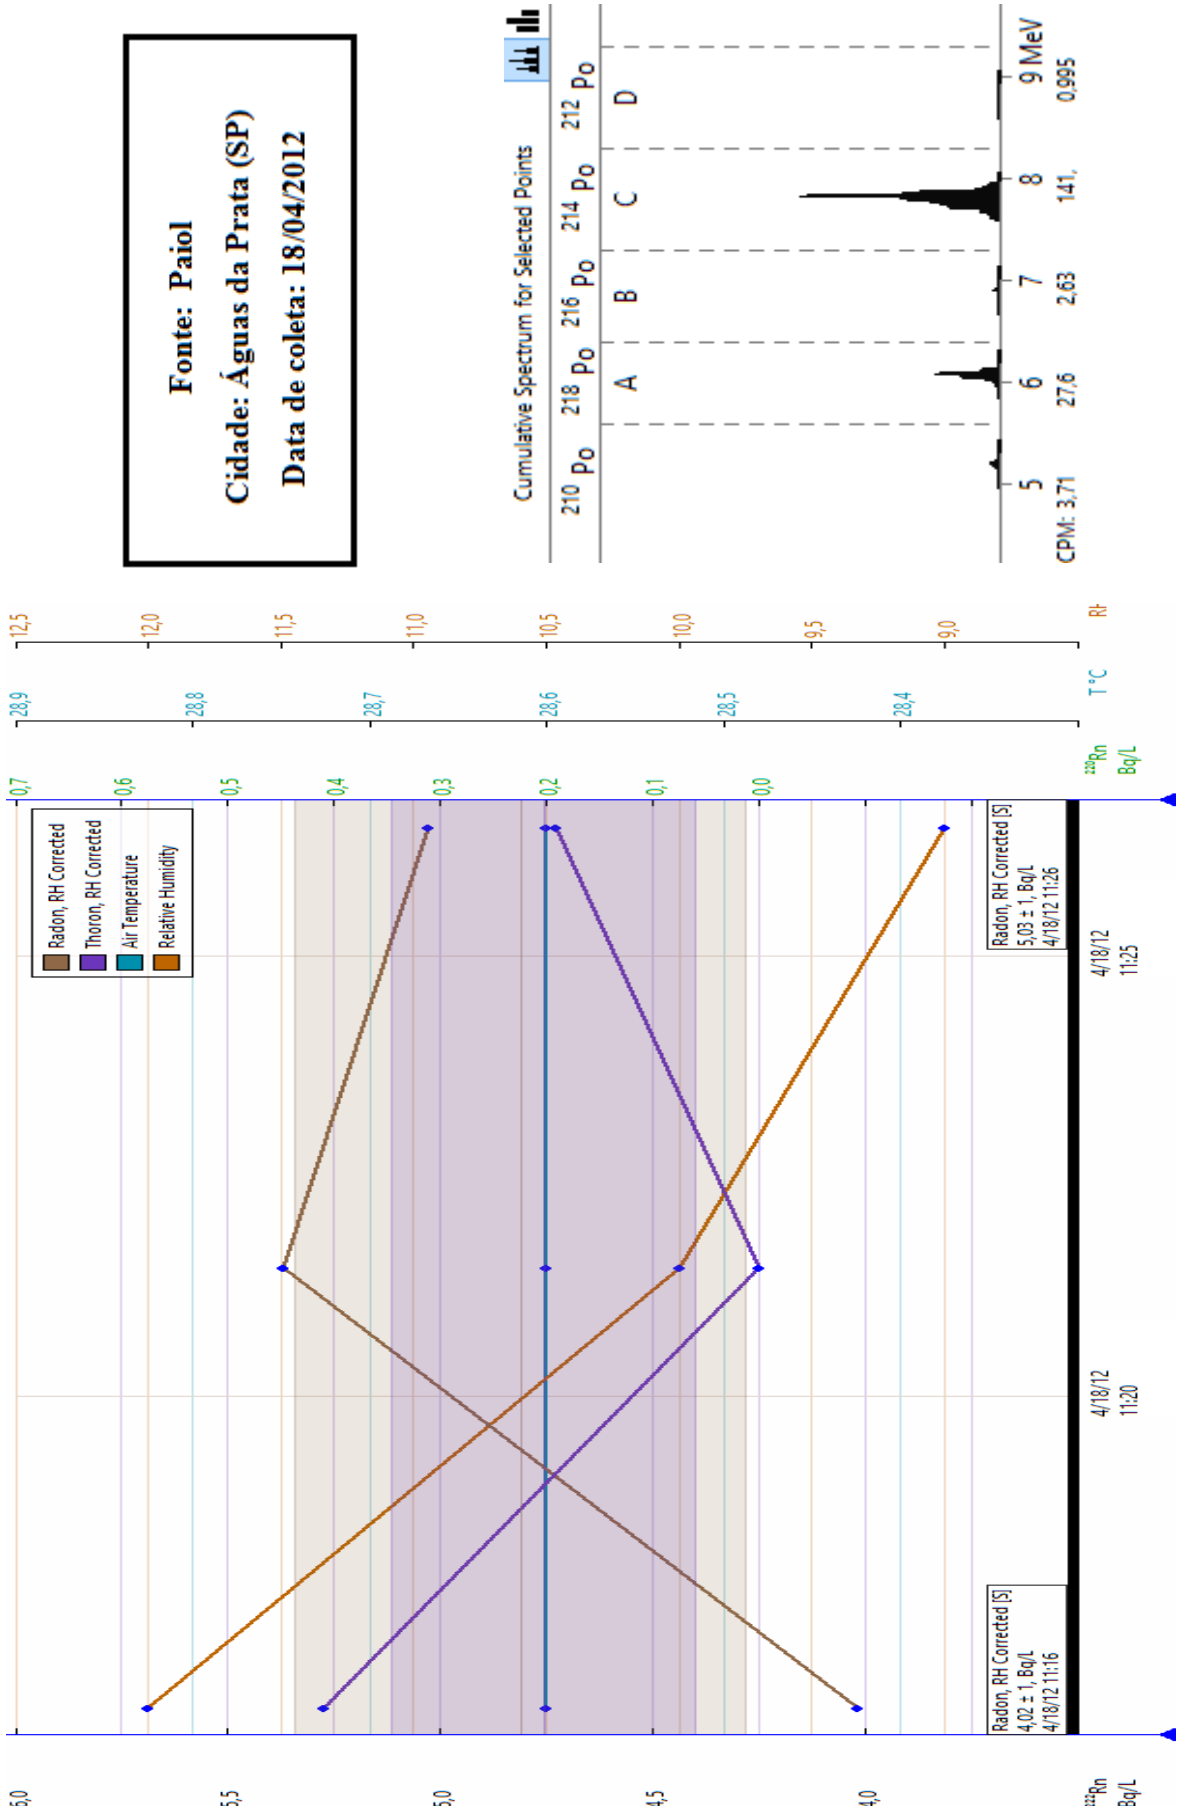 Fonte: Paiol
Cidade: Águas da Prata (SP)
Data de coleta: 18/04/2012
Cumulative Spectrum for Selected Points
210 Po 218 Po 216 Po 214 Po 212 Po
A B C D
5 6 7 8 9 MeV
CPM: 3,71 27,6 2,63 141, 0,995
Radon, RH Corrected
Thoron, RH Corrected
Air Temperature
Relative Humidity
6,0
5,5
5,0
4,5
4,0
²²²Rn
Bq/L
0,7
0,6
0,5
0,4
0,3
0,2
0,1
0,0
²²⁰Rn
Bq/L
28,9
28,8
28,7
28,6
28,5
28,4
T °C
12,5
12,0
11,5
11,0
10,5
10,0
9,5
9,0
RH
Radon, RH Corrected [S]
4,02 ± 1, Bq/L
4/18/12 11:16
Radon, RH Corrected [S]
5,03 ± 1, Bq/L
4/18/12 11:26
4/18/12
11:20
4/18/12
11:25